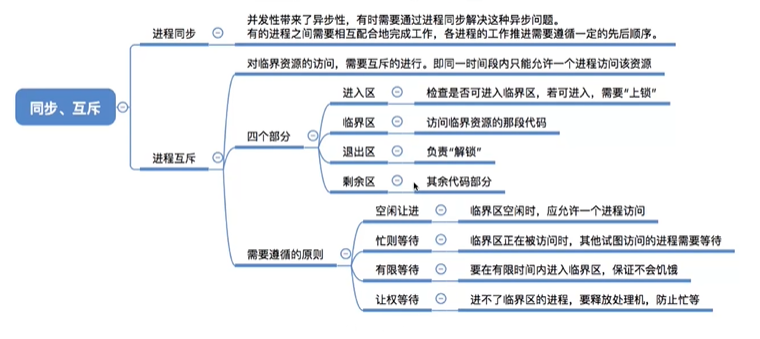 同步、互斥
进程同步
并发性带来了异步性，有时需要通过进程同步解决这种异步问题。
有的进程之间需要相互配合地完成工作，各进程的工作推进需要遵循一定的先后顺序。
进程互斥
对临界资源的访问，需要互斥的进行。即同一时间段内只能允许一个进程访问该资源
四个部分
进入区
检查是否可进入临界区，若可进入，需要“上锁”
临界区
访问临界资源的那段代码
退出区
负责“解锁”
剩余区
其余代码部分
需要遵循的原则
空闲让进
临界区空闲时，应允许一个进程访问
忙则等待
临界区正在被访问时，其他试图访问的进程需要等待
有限等待
要在有限时间内进入临界区，保证不会饥饿
让权等待
进不了临界区的进程，要释放处理机，防止忙等